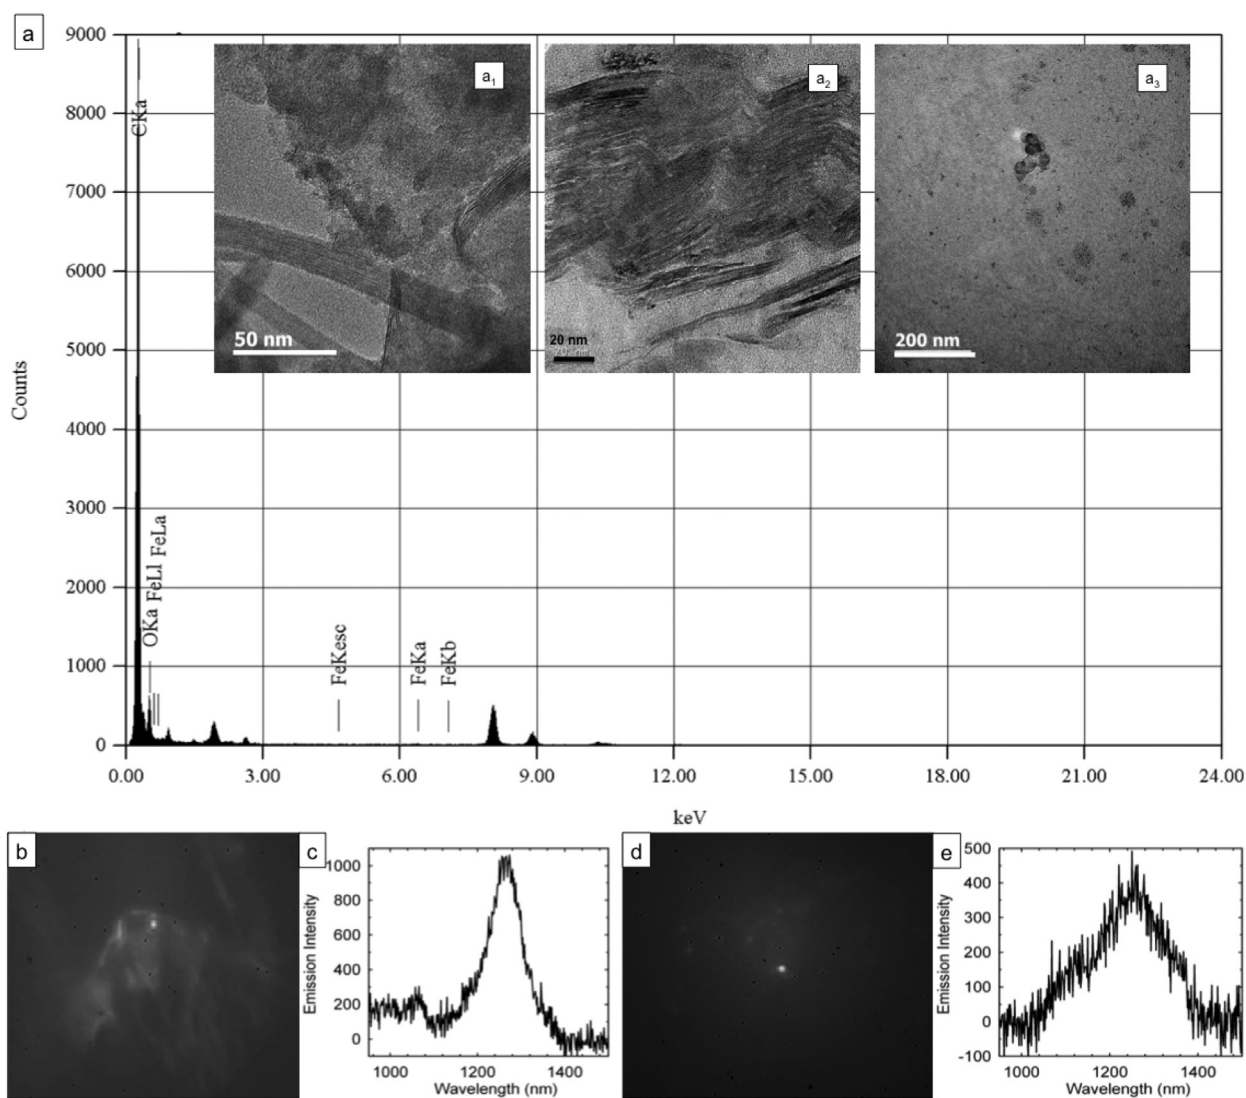 a
9000
8000
7000
6000
5000
4000
3000
2000
1000
0
Counts
CKa
OKa
FeLl
FeLa
FeKesc
FeKa
FeKb
0.00 3.00 6.00 9.00 12.00 15.00 18.00 21.00 24.00
keV
a1
50 nm
a2
20 nm
a3
200 nm
b
c
1000
800
600
400
200
0
Emission Intensity
1000 1200 1400
Wavelength (nm)
d
e
500
400
300
200
100
0
-100
Emission Intensity
1000 1200 1400
Wavelength (nm)